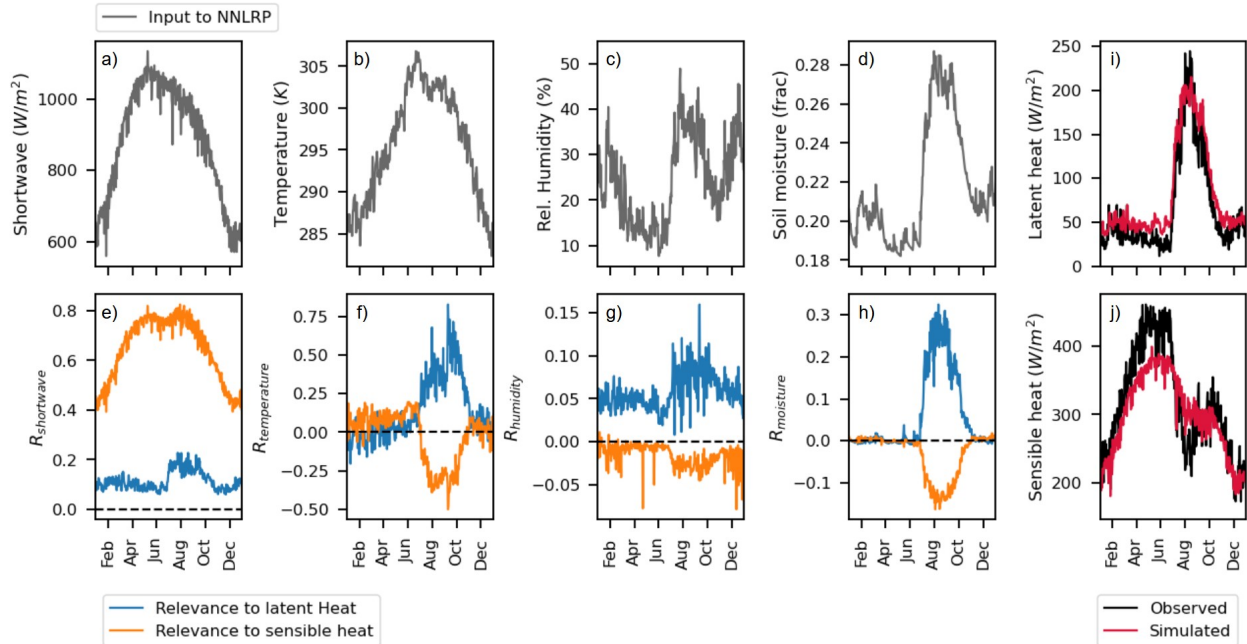 Input to NNLRP
a)
Shortwave (W/m²)
1000
800
600
b)
Temperature (K)
305
300
295
290
285
c)
Rel. Humidity (%)
50
40
30
20
10
d)
Soil moisture (frac)
0.28
0.26
0.24
0.22
0.20
0.18
i)
Latent heat (W/m²)
250
200
150
100
50
0
e)
R_shortwave
0.8
0.6
0.4
0.2
0.0
Feb
Apr
Jun
Aug
Oct
Dec
f)
R_temperature
0.75
0.50
0.25
0.00
−0.25
−0.50
Feb
Apr
Jun
Aug
Oct
Dec
g)
R_humidity
0.15
0.10
0.05
0.00
−0.05
Feb
Apr
Jun
Aug
Oct
Dec
h)
R_moisture
0.3
0.2
0.1
0.0
−0.1
Feb
Apr
Jun
Aug
Oct
Dec
j)
Sensible heat (W/m²)
400
300
200
Feb
Apr
Jun
Aug
Oct
Dec
Relevance to latent Heat
Relevance to sensible heat
Observed
Simulated